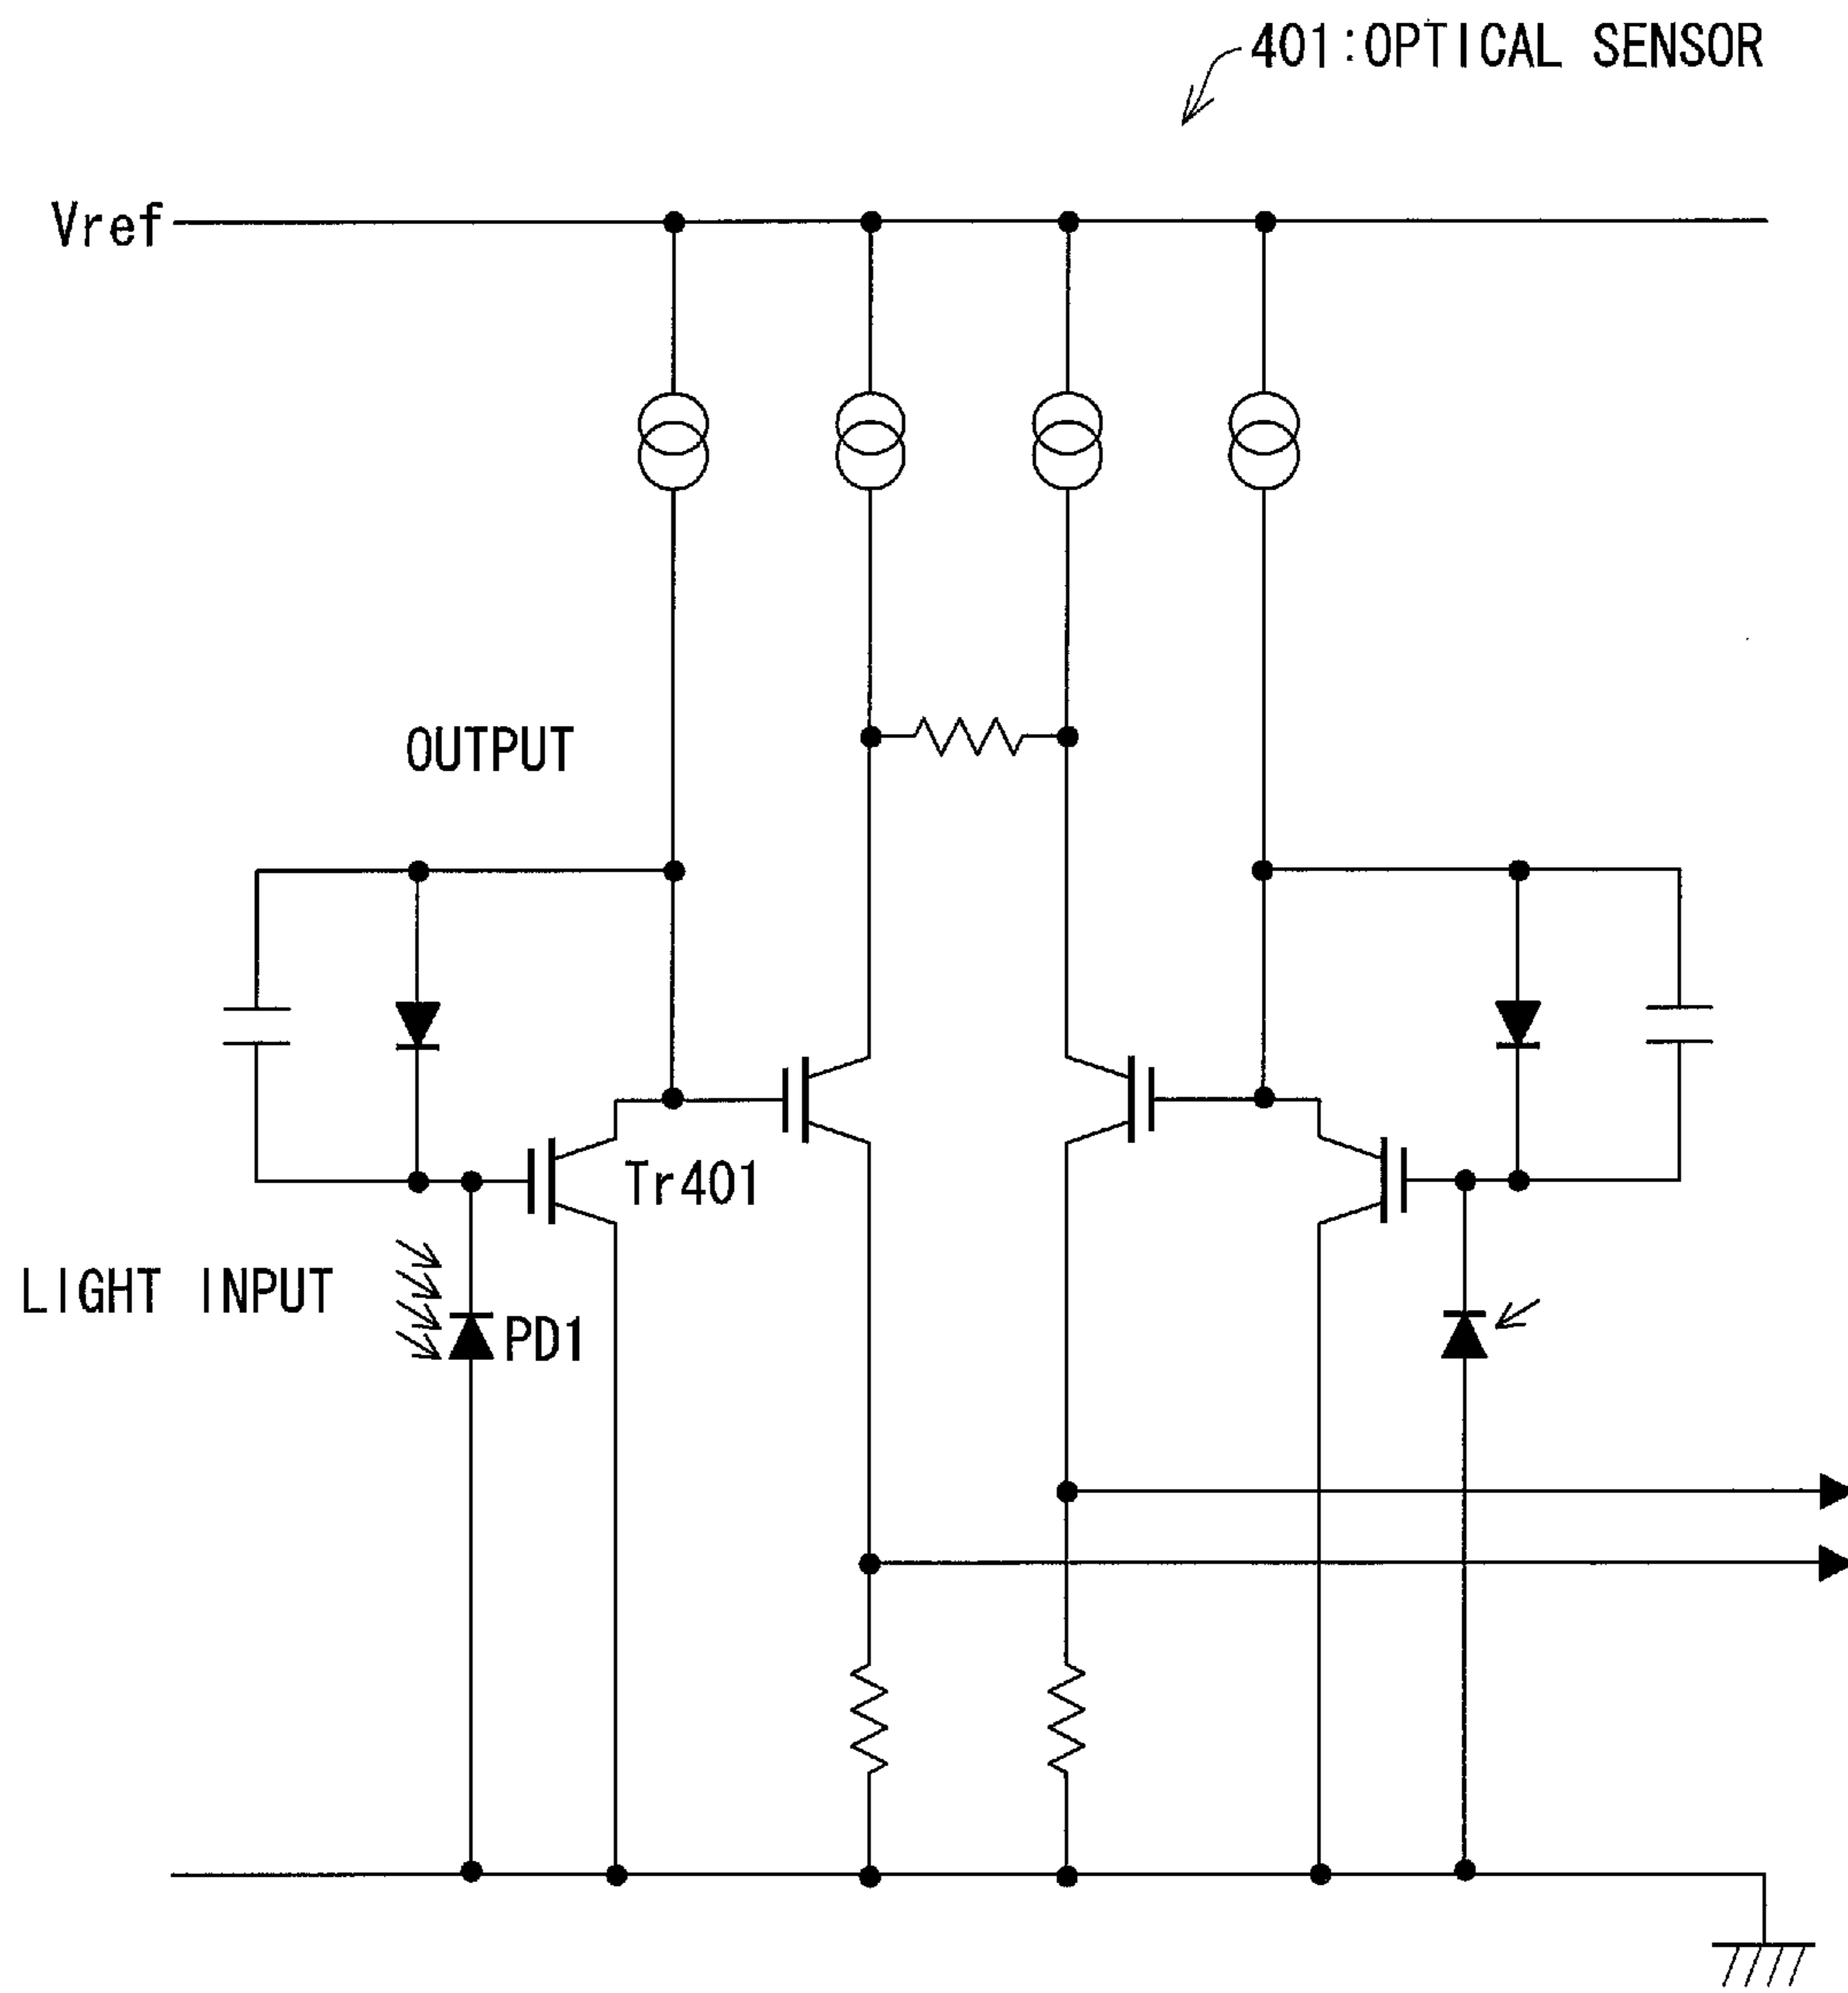 401:OPTICAL SENSOR
Vref
OUTPUT
Tr401
LIGHT INPUT
PD1